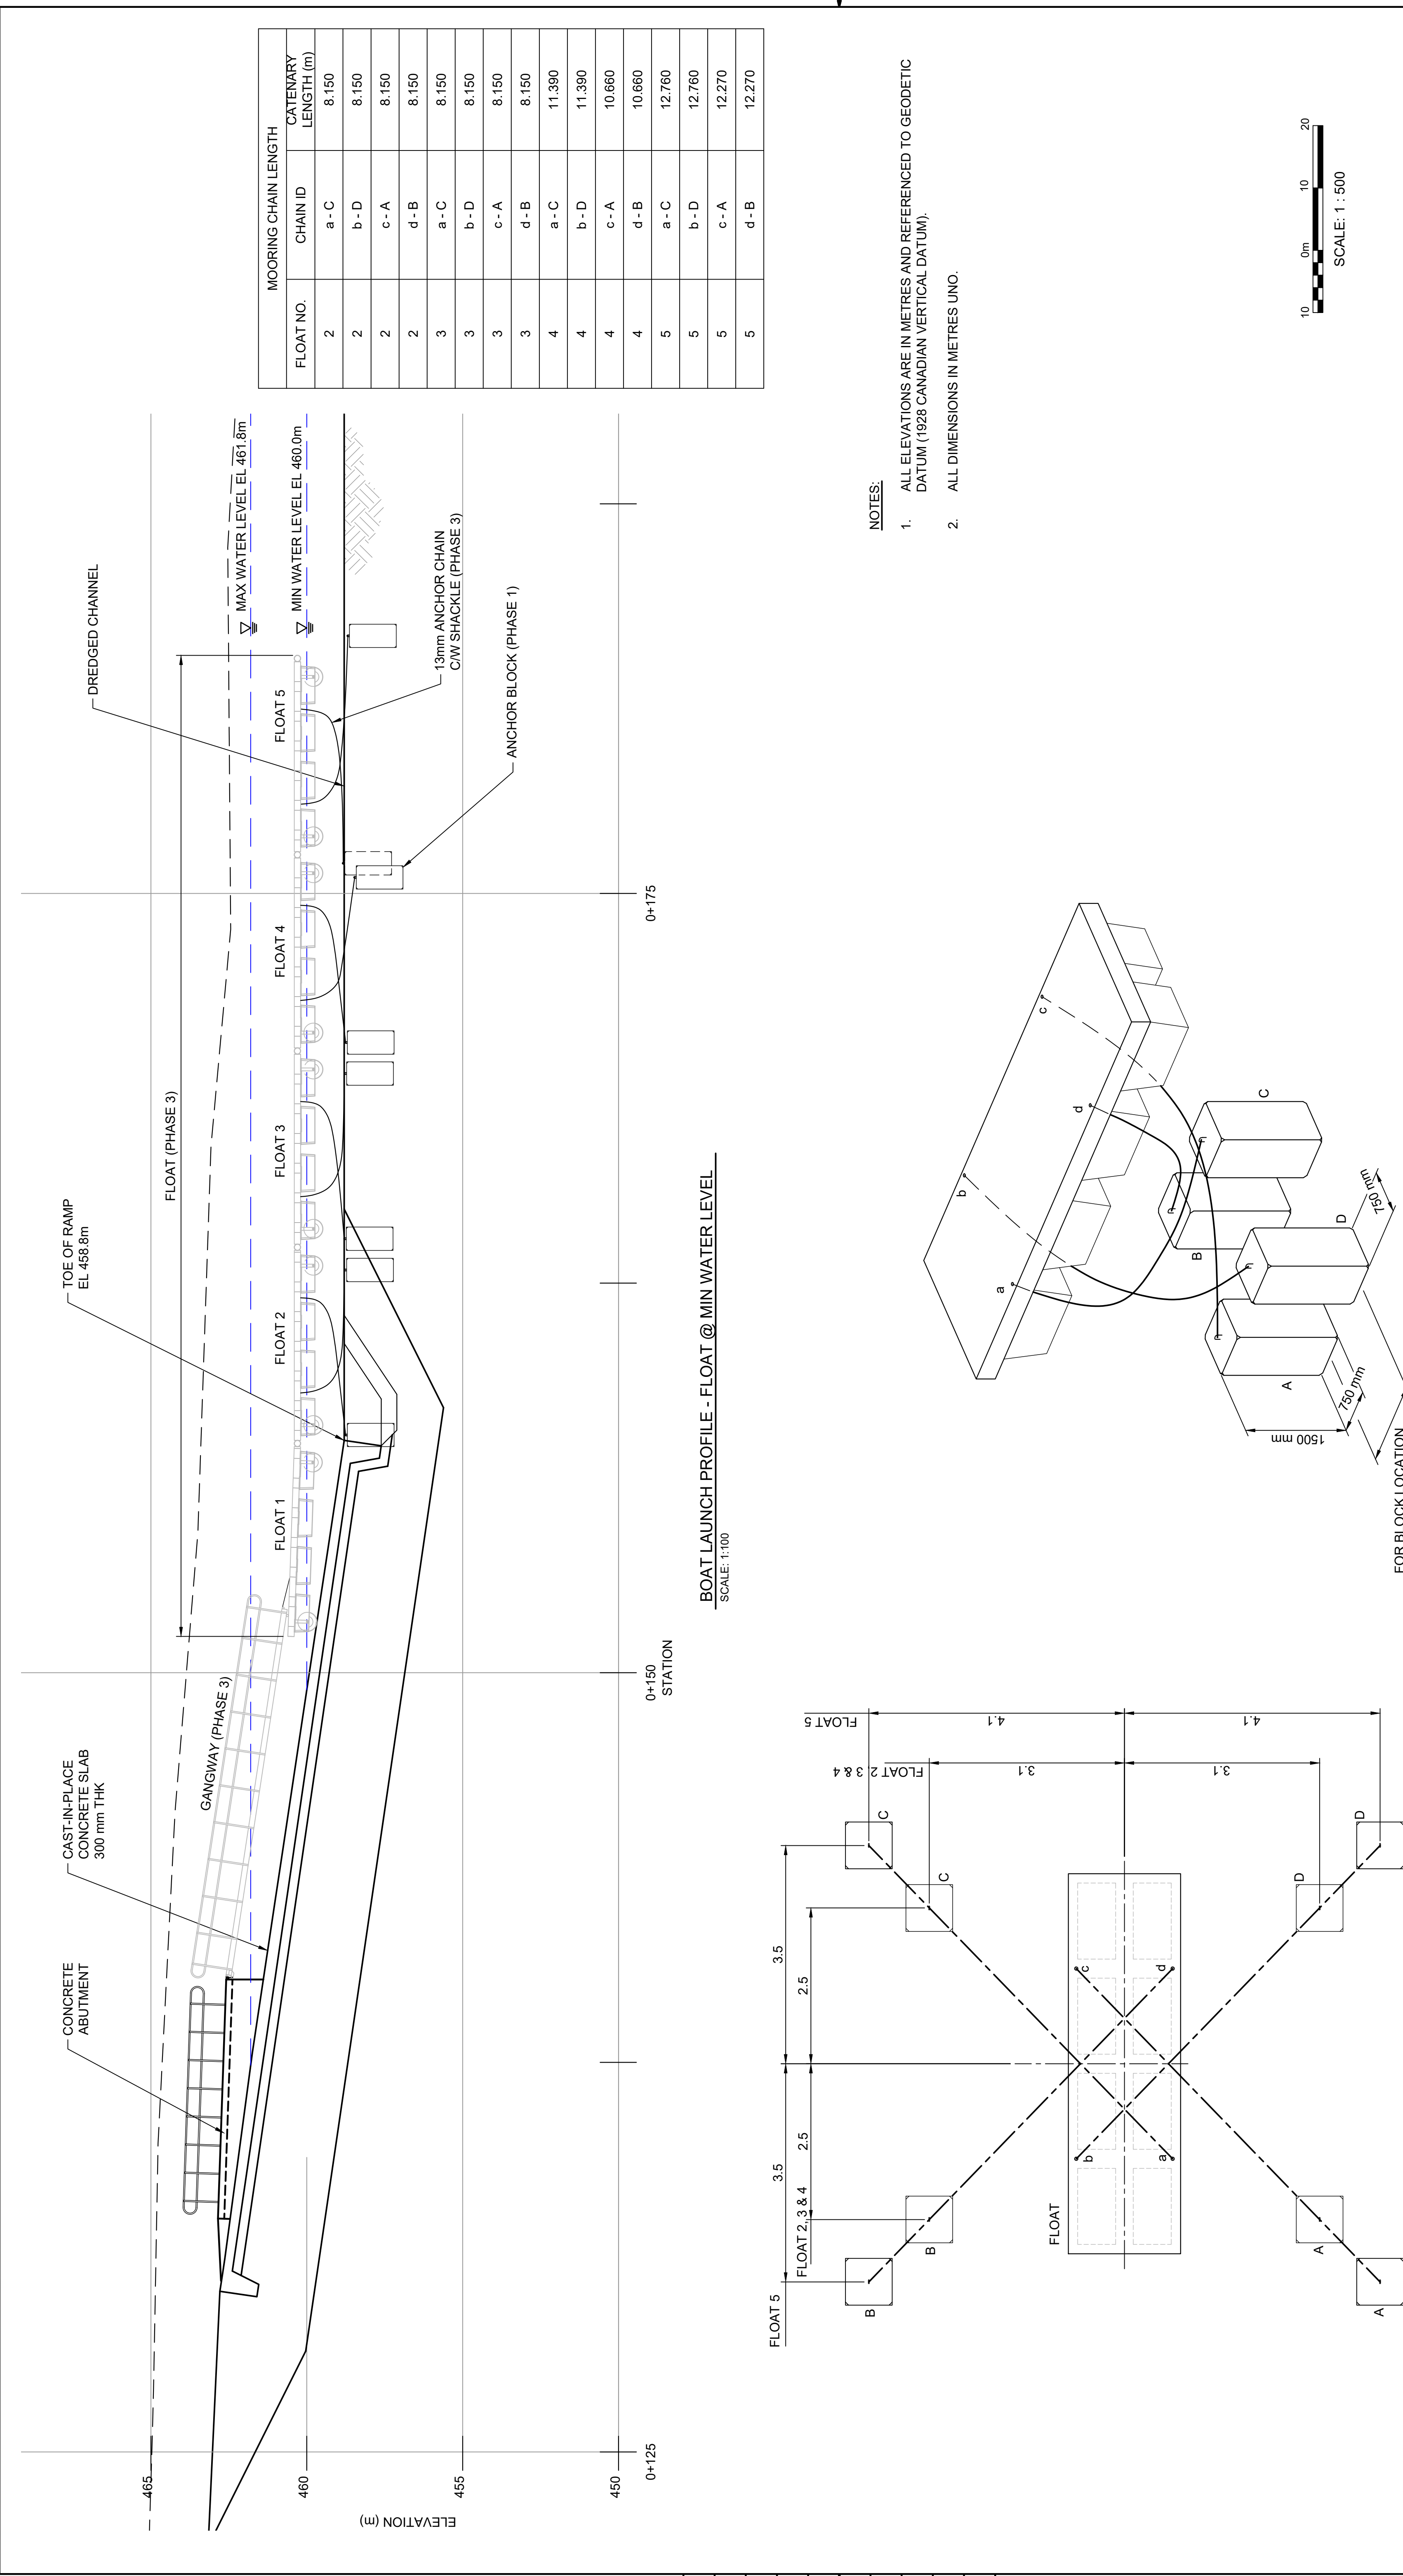 CONCRETE
ABUTMENT
CAST-IN-PLACE
CONCRETE SLAB
300 mm THK
TOE OF RAMP
EL 458.8m
DREDGED CHANNEL
FLOAT (PHASE 3)
GANGWAY (PHASE 3)
MAX WATER LEVEL EL 461.8m
MIN WATER LEVEL EL 460.0m
FLOAT 1
FLOAT 2
FLOAT 3
FLOAT 4
FLOAT 5
13mm ANCHOR CHAIN
C/W SHACKLE (PHASE 3)
ANCHOR BLOCK (PHASE 1)
465
460
455
450
ELEVATION (m)
0+125
0+150
0+175
STATION
BOAT LAUNCH PROFILE - FLOAT @ MIN WATER LEVEL
SCALE: 1:100
MOORING CHAIN LENGTH
FLOAT NO. CHAIN ID CATENARY
LENGTH (m)
2 a - C 8.150
2 b - D 8.150
2 c - A 8.150
2 d - B 8.150
3 a - C 8.150
3 b - D 8.150
3 c - A 8.150
3 d - B 8.150
4 a - C 11.390
4 b - D 11.390
4 c - A 10.660
4 d - B 10.660
5 a - C 12.760
5 b - D 12.760
5 c - A 12.270
5 d - B 12.270
FLOAT 5
3.5
3.5
FLOAT 2, 3 & 4
2.5
2.5
FLOAT 5
FLOAT 2, 3 & 4
4.1
4.1
3.1
3.1
B
B
C
C
FLOAT
b
c
a
d
A
A
D
D
b
c
a
d
A
B
C
D
1500 mm
750 mm
750 mm
FOR BLOCK LOCATION
NOTES:
1. ALL ELEVATIONS ARE IN METRES AND REFERENCED TO GEODETIC
DATUM (1928 CANADIAN VERTICAL DATUM).
2. ALL DIMENSIONS IN METRES UNO.
10 0m 10 20
SCALE: 1 : 500